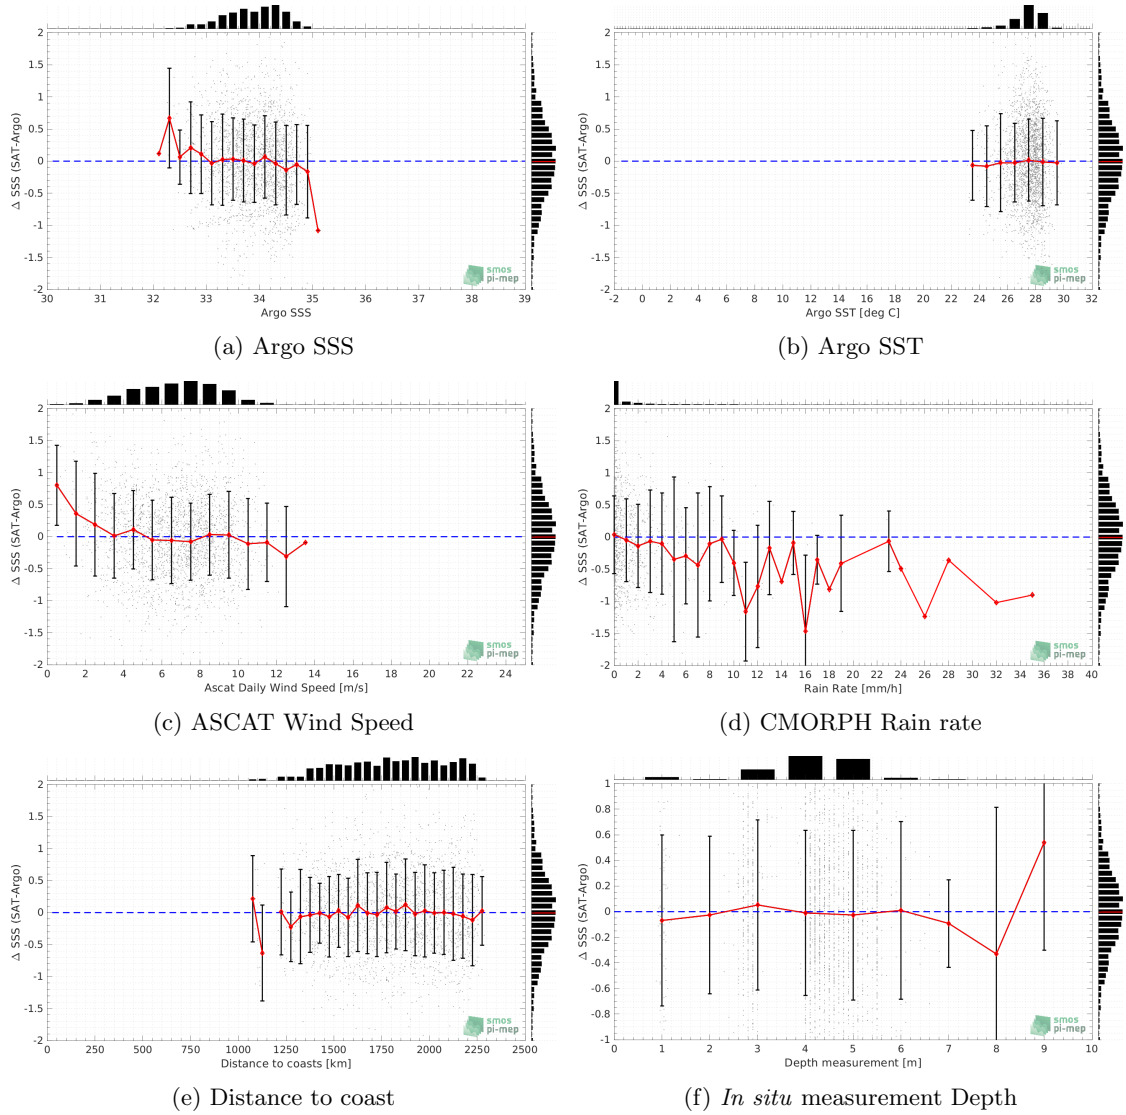 2
1.5
1
0.5
0
-0.5
-1
-1.5
-2
Δ SSS (SAT-Argo)
30 31 32 33 34 35 36 37 38 39
Argo SSS
smos
pi-mep
(a) Argo SSS
2
1.5
1
0.5
0
-0.5
-1
-1.5
-2
Δ SSS (SAT-Argo)
-2 0 2 4 6 8 10 12 14 16 18 20 22 24 26 28 30 32
Argo SST [deg C]
smos
pi-mep
(b) Argo SST
2
1.5
1
0.5
0
-0.5
-1
-1.5
-2
Δ SSS (SAT-Argo)
0 2 4 6 8 10 12 14 16 18 20 22 24
Ascat Daily Wind Speed [m/s]
smos
pi-mep
(c) ASCAT Wind Speed
2
1.5
1
0.5
0
-0.5
-1
-1.5
-2
Δ SSS (SAT-Argo)
0 2 4 6 8 10 12 14 16 18 20 22 24 26 28 30 32 34 36 38 40
Rain Rate [mm/h]
smos
pi-mep
(d) CMORPH Rain rate
2
1.5
1
0.5
0
-0.5
-1
-1.5
-2
Δ SSS (SAT-Argo)
0 250 500 750 1000 1250 1500 1750 2000 2250 2500
Distance to coasts [km]
smos
pi-mep
(e) Distance to coast
1
0.8
0.6
0.4
0.2
0
-0.2
-0.4
-0.6
-0.8
-1
Δ SSS (SAT-Argo)
0 1 2 3 4 5 6 7 8 9 10
Depth measurement [m]
smos
pi-mep
(f) In situ measurement Depth